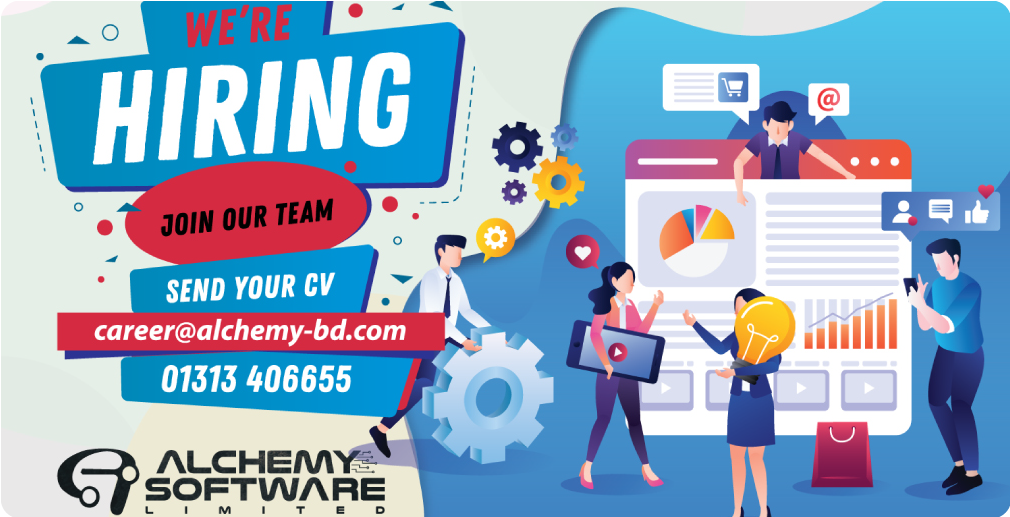 WE'RE
HIRING
JOIN OUR TEAM
SEND YOUR CV
career@alchemy-bd.com
01313 406655
ALCHEMY
SOFTWARE
LIMITED
@